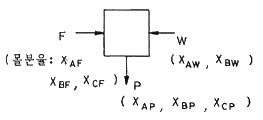 F W
(몰분율: X_AF (X_AW, X_BW)
X_BF, X_CF) P
(X_AP, X_BP, X_CP)